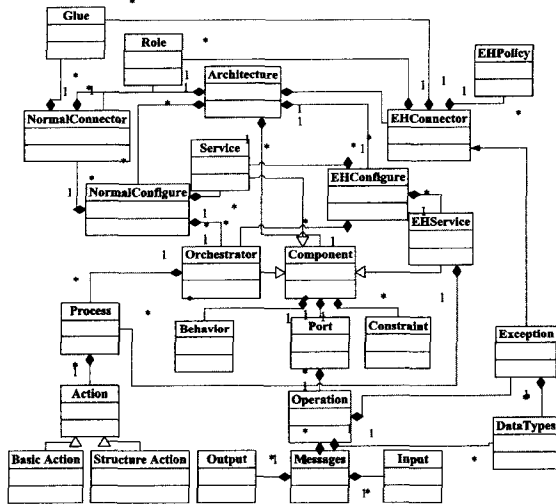 Glue
Role
EHPolicy
Architecture
NormalConnector
EHConnector
Service
NormalConfigure
EHConfigure
EHService
Orchestrator
Component
Process
Behavior
Port
Constraint
Exception
Action
Operation
DataTypes
Basic Action
Structure Action
Output
Messages
Input